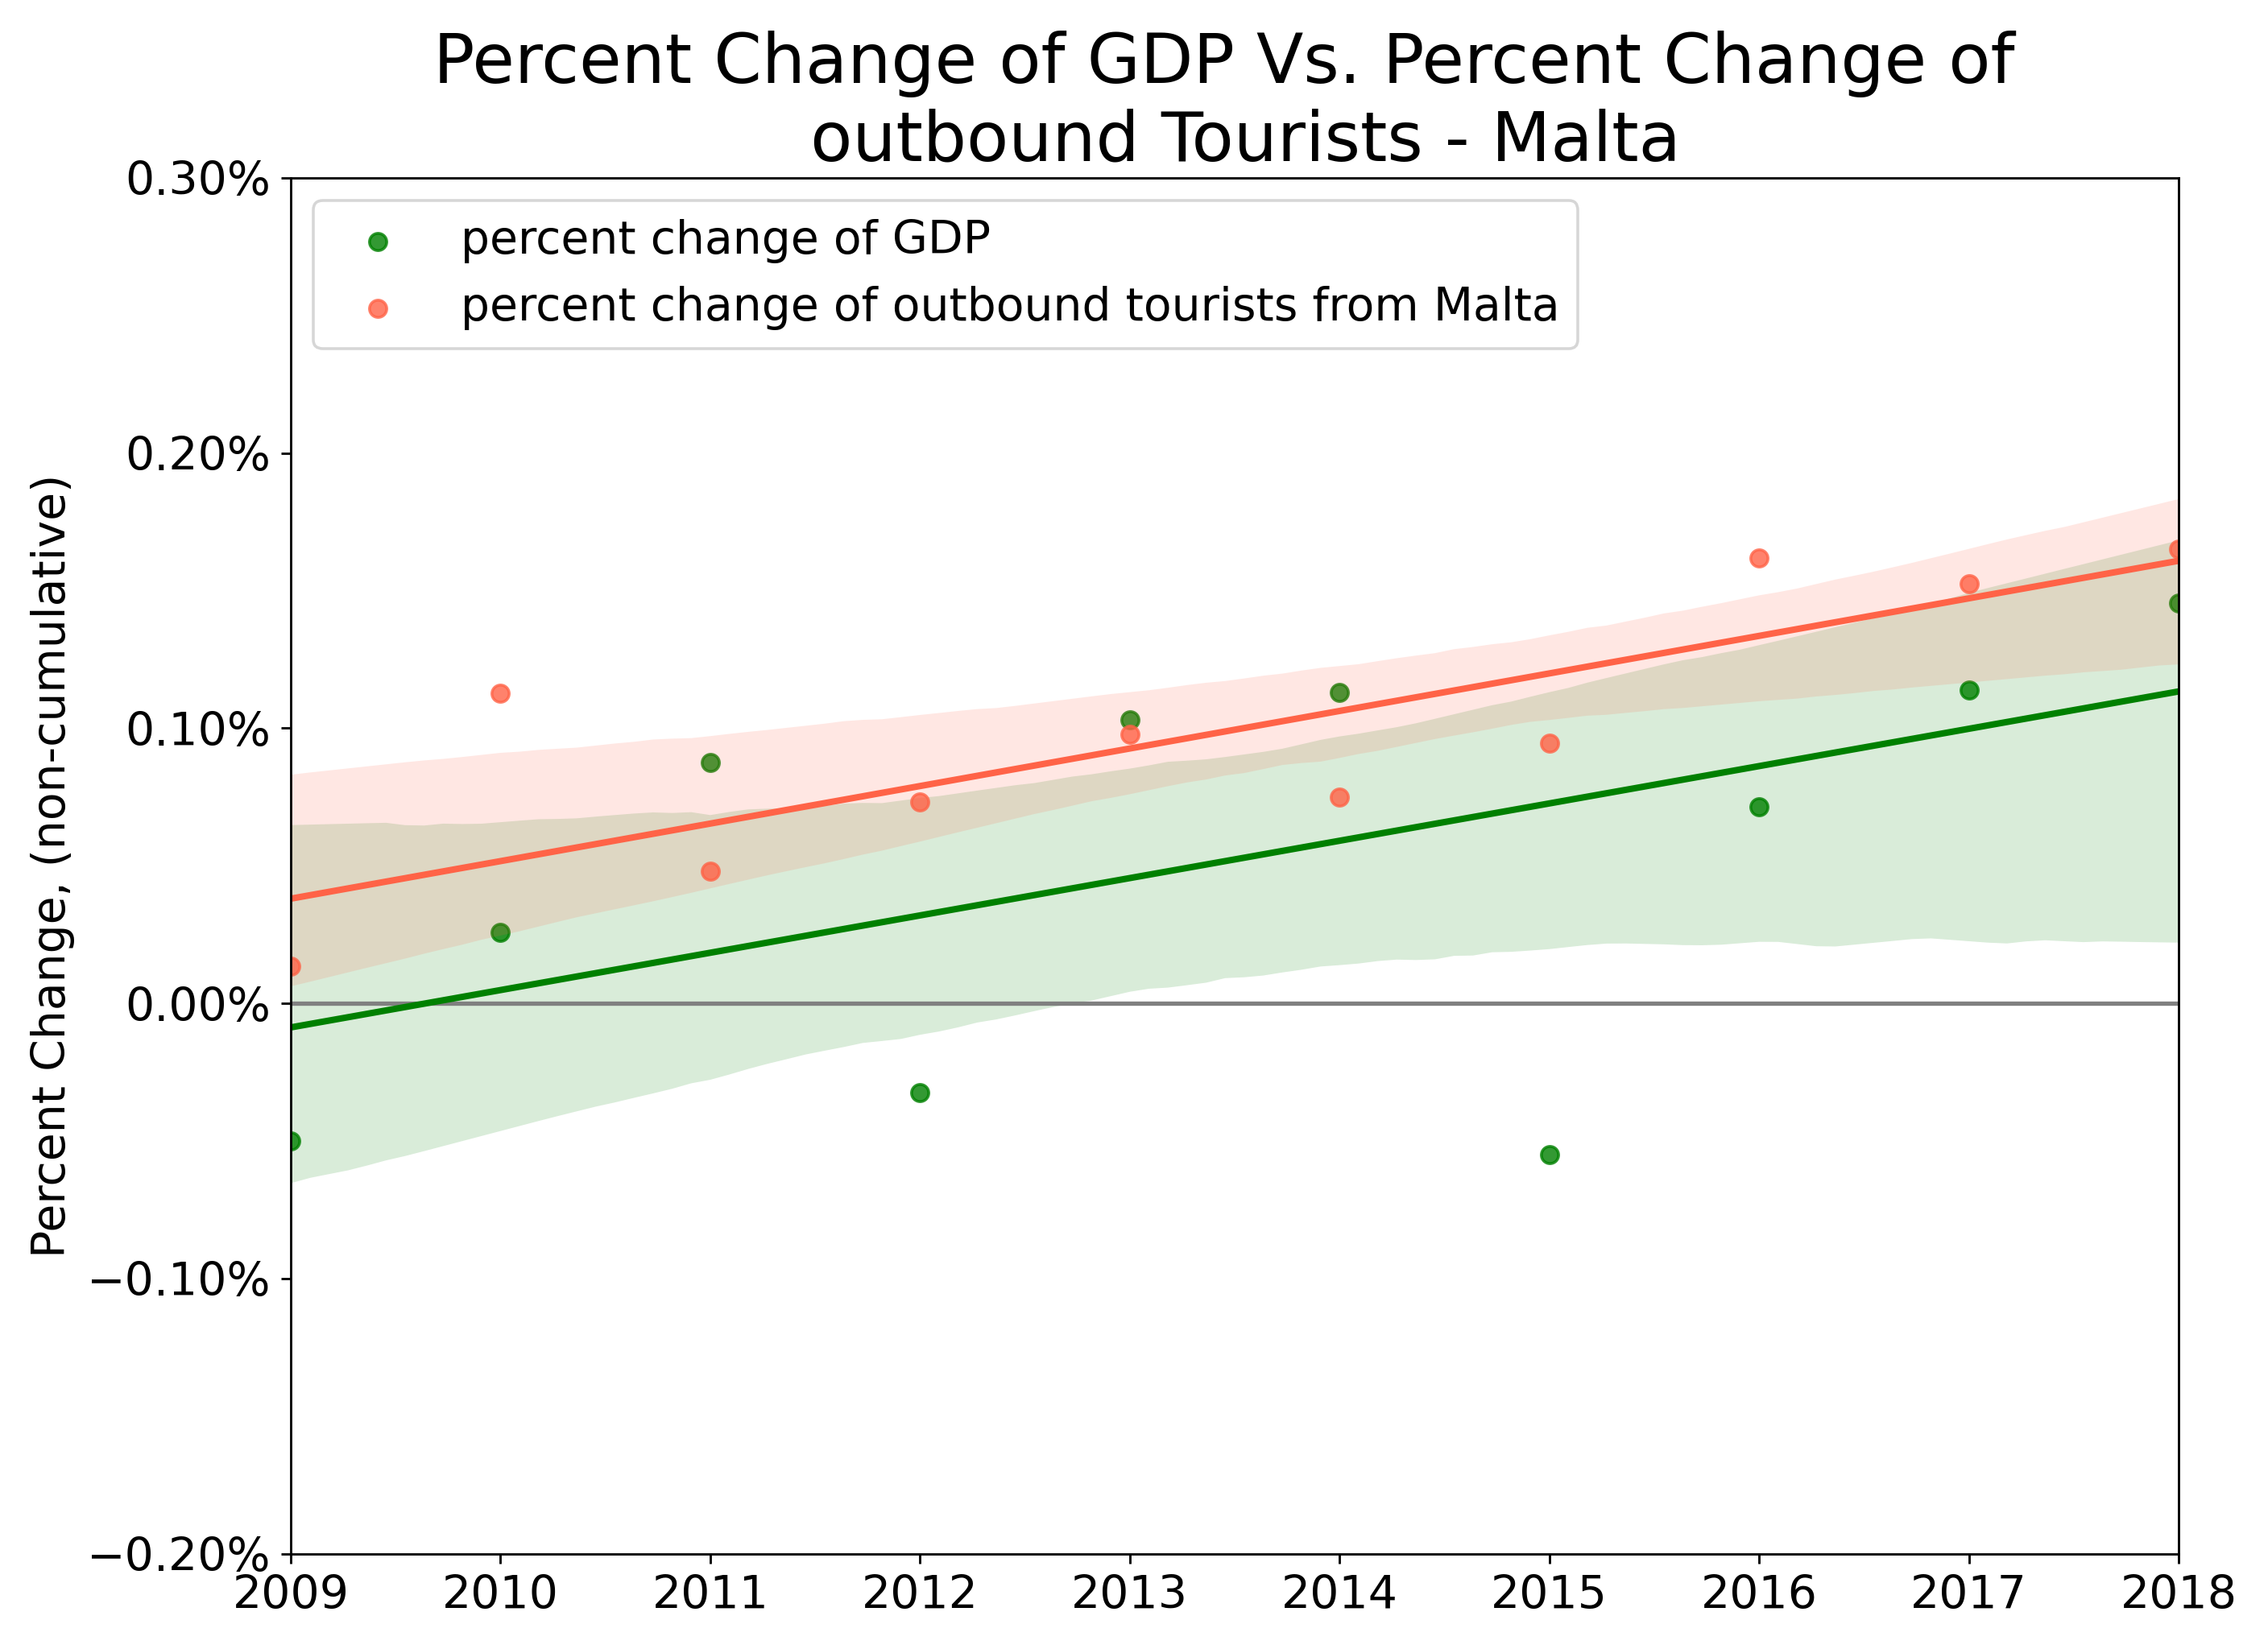 Percent Change of GDP Vs. Percent Change of
outbound Tourists - Malta
percent change of GDP
percent change of outbound tourists from Malta
Percent Change, (non-cumulative)
0.30%
0.20%
0.10%
0.00%
−0.10%
−0.20%
2009 2010 2011 2012 2013 2014 2015 2016 2017 2018